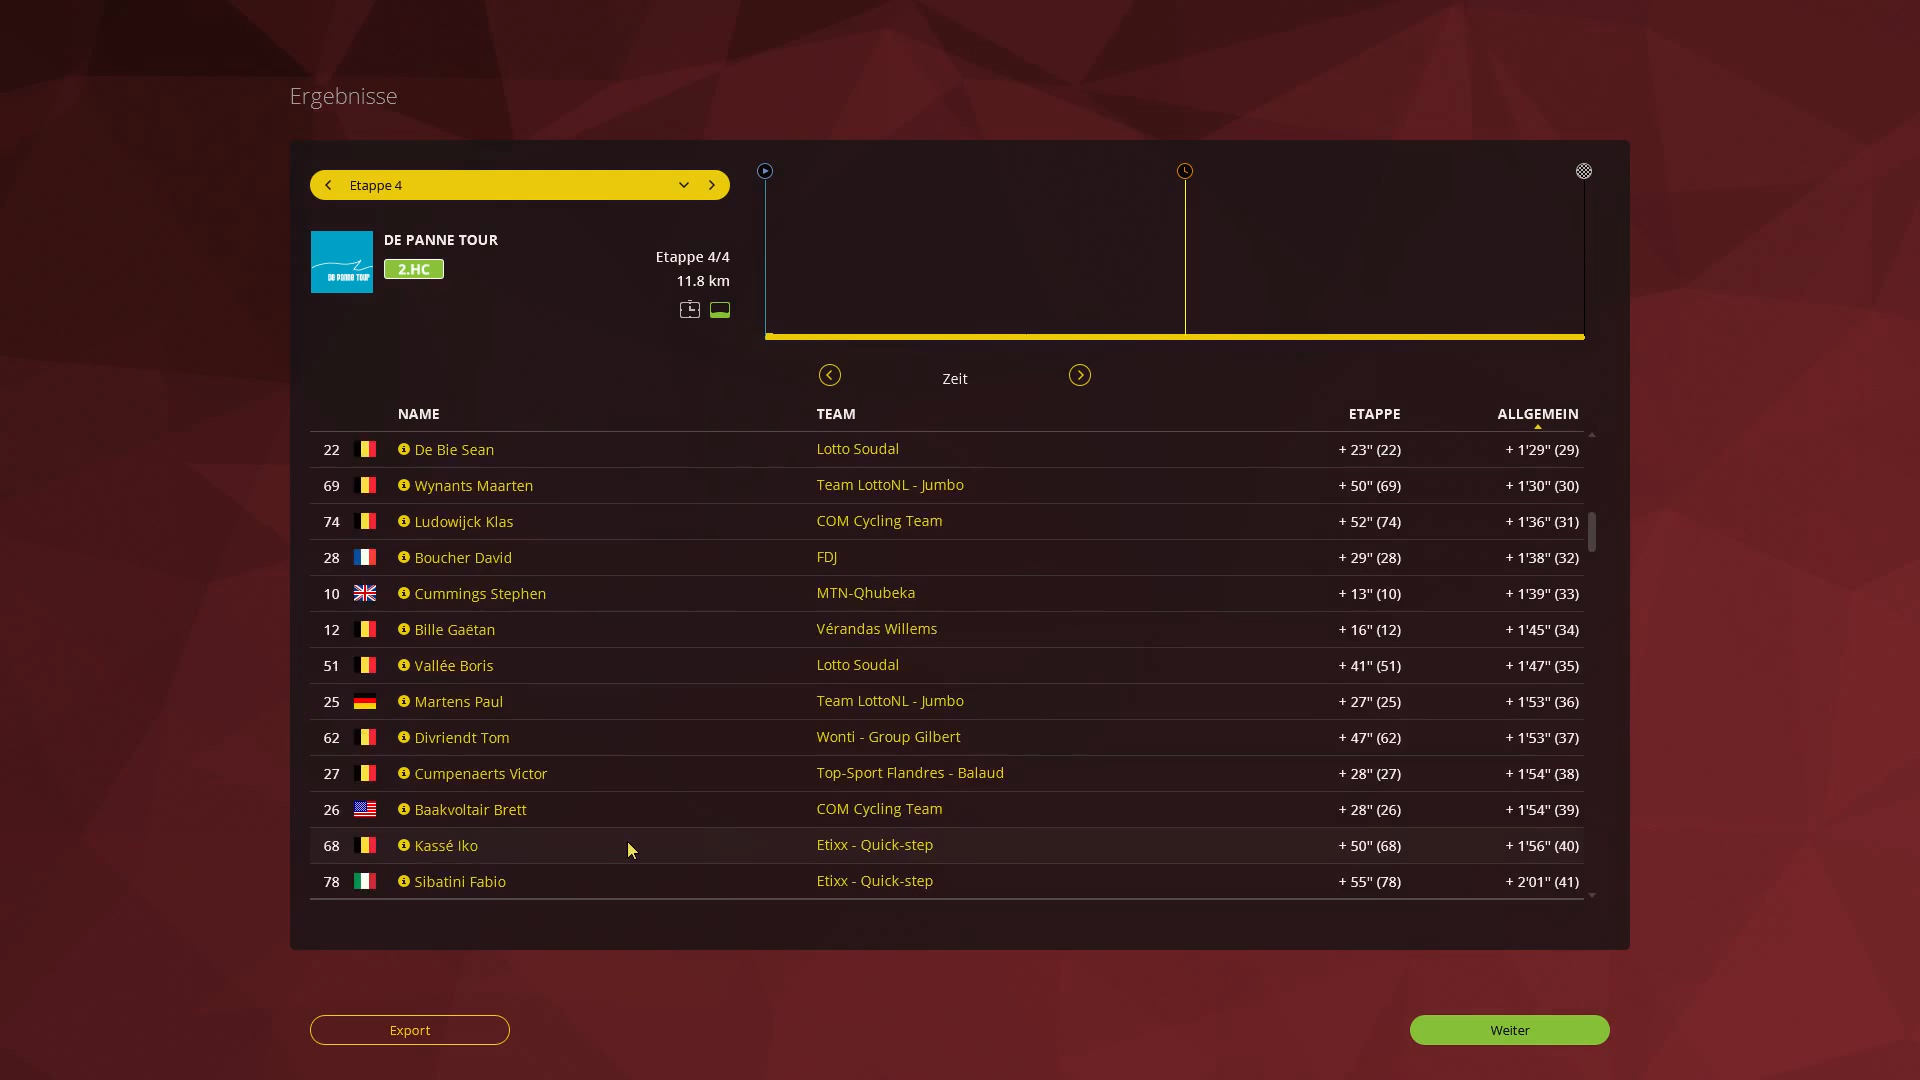 Ergebnisse
Etappe 4
DE PANNE TOUR
2.HC
DE PANNE TOUR
Etappe 4/4
11.8 km
Zeit
NAME TEAM ETAPPE ALLGEMEIN
22 De Bie Sean Lotto Soudal + 23'' (22) + 1'29'' (29)
69 Wynants Maarten Team LottoNL - Jumbo + 50'' (69) + 1'30'' (30)
74 Ludowijck Klas COM Cycling Team + 52'' (74) + 1'36'' (31)
28 Boucher David FDJ + 29'' (28) + 1'38'' (32)
10 Cummings Stephen MTN-Qhubeka + 13'' (10) + 1'39'' (33)
12 Bille Gaëtan Vérandas Willems + 16'' (12) + 1'45'' (34)
51 Vallée Boris Lotto Soudal + 41'' (51) + 1'47'' (35)
25 Martens Paul Team LottoNL - Jumbo + 27'' (25) + 1'53'' (36)
62 Divriendt Tom Wonti - Group Gilbert + 47'' (62) + 1'53'' (37)
27 Cumpenaerts Victor Top-Sport Flandres - Balaud + 28'' (27) + 1'54'' (38)
26 Baakvoltair Brett COM Cycling Team + 28'' (26) + 1'54'' (39)
68 Kassé Iko Etixx - Quick-step + 50'' (68) + 1'56'' (40)
78 Sibatini Fabio Etixx - Quick-step + 55'' (78) + 2'01'' (41)
Export
Weiter